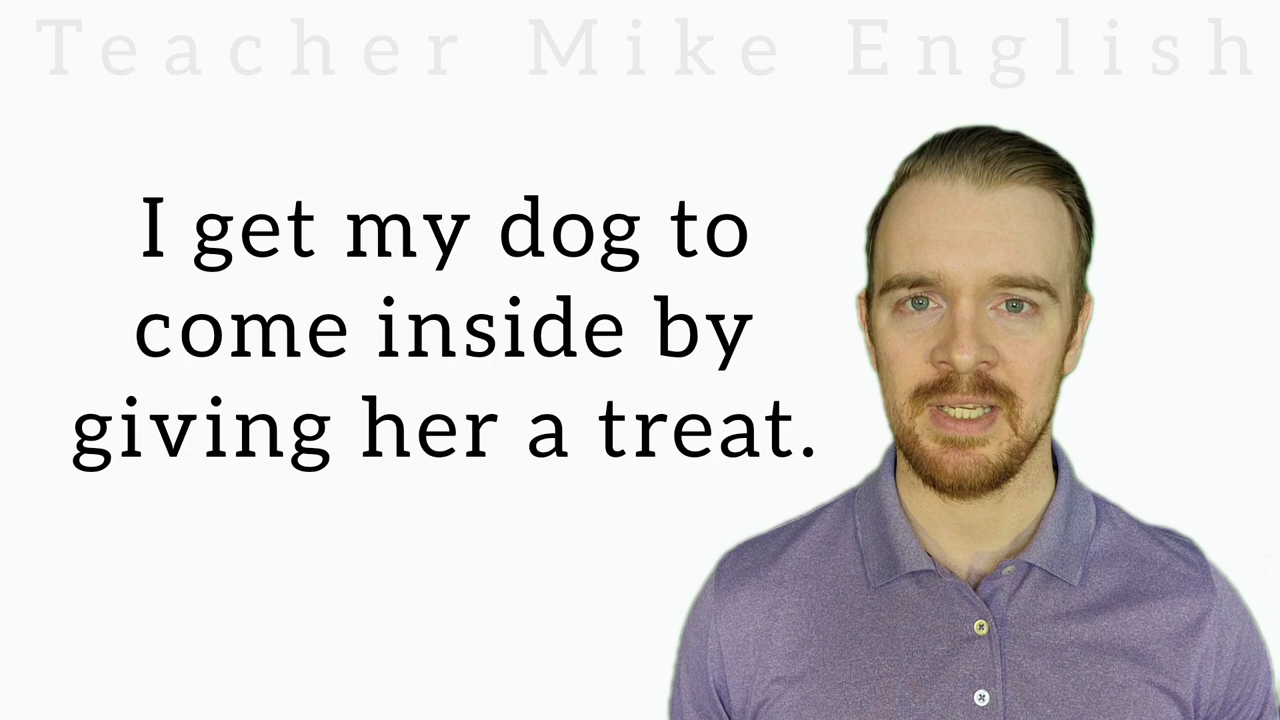 Teacher Mike English
I get my dog to
come inside by
giving her a treat.